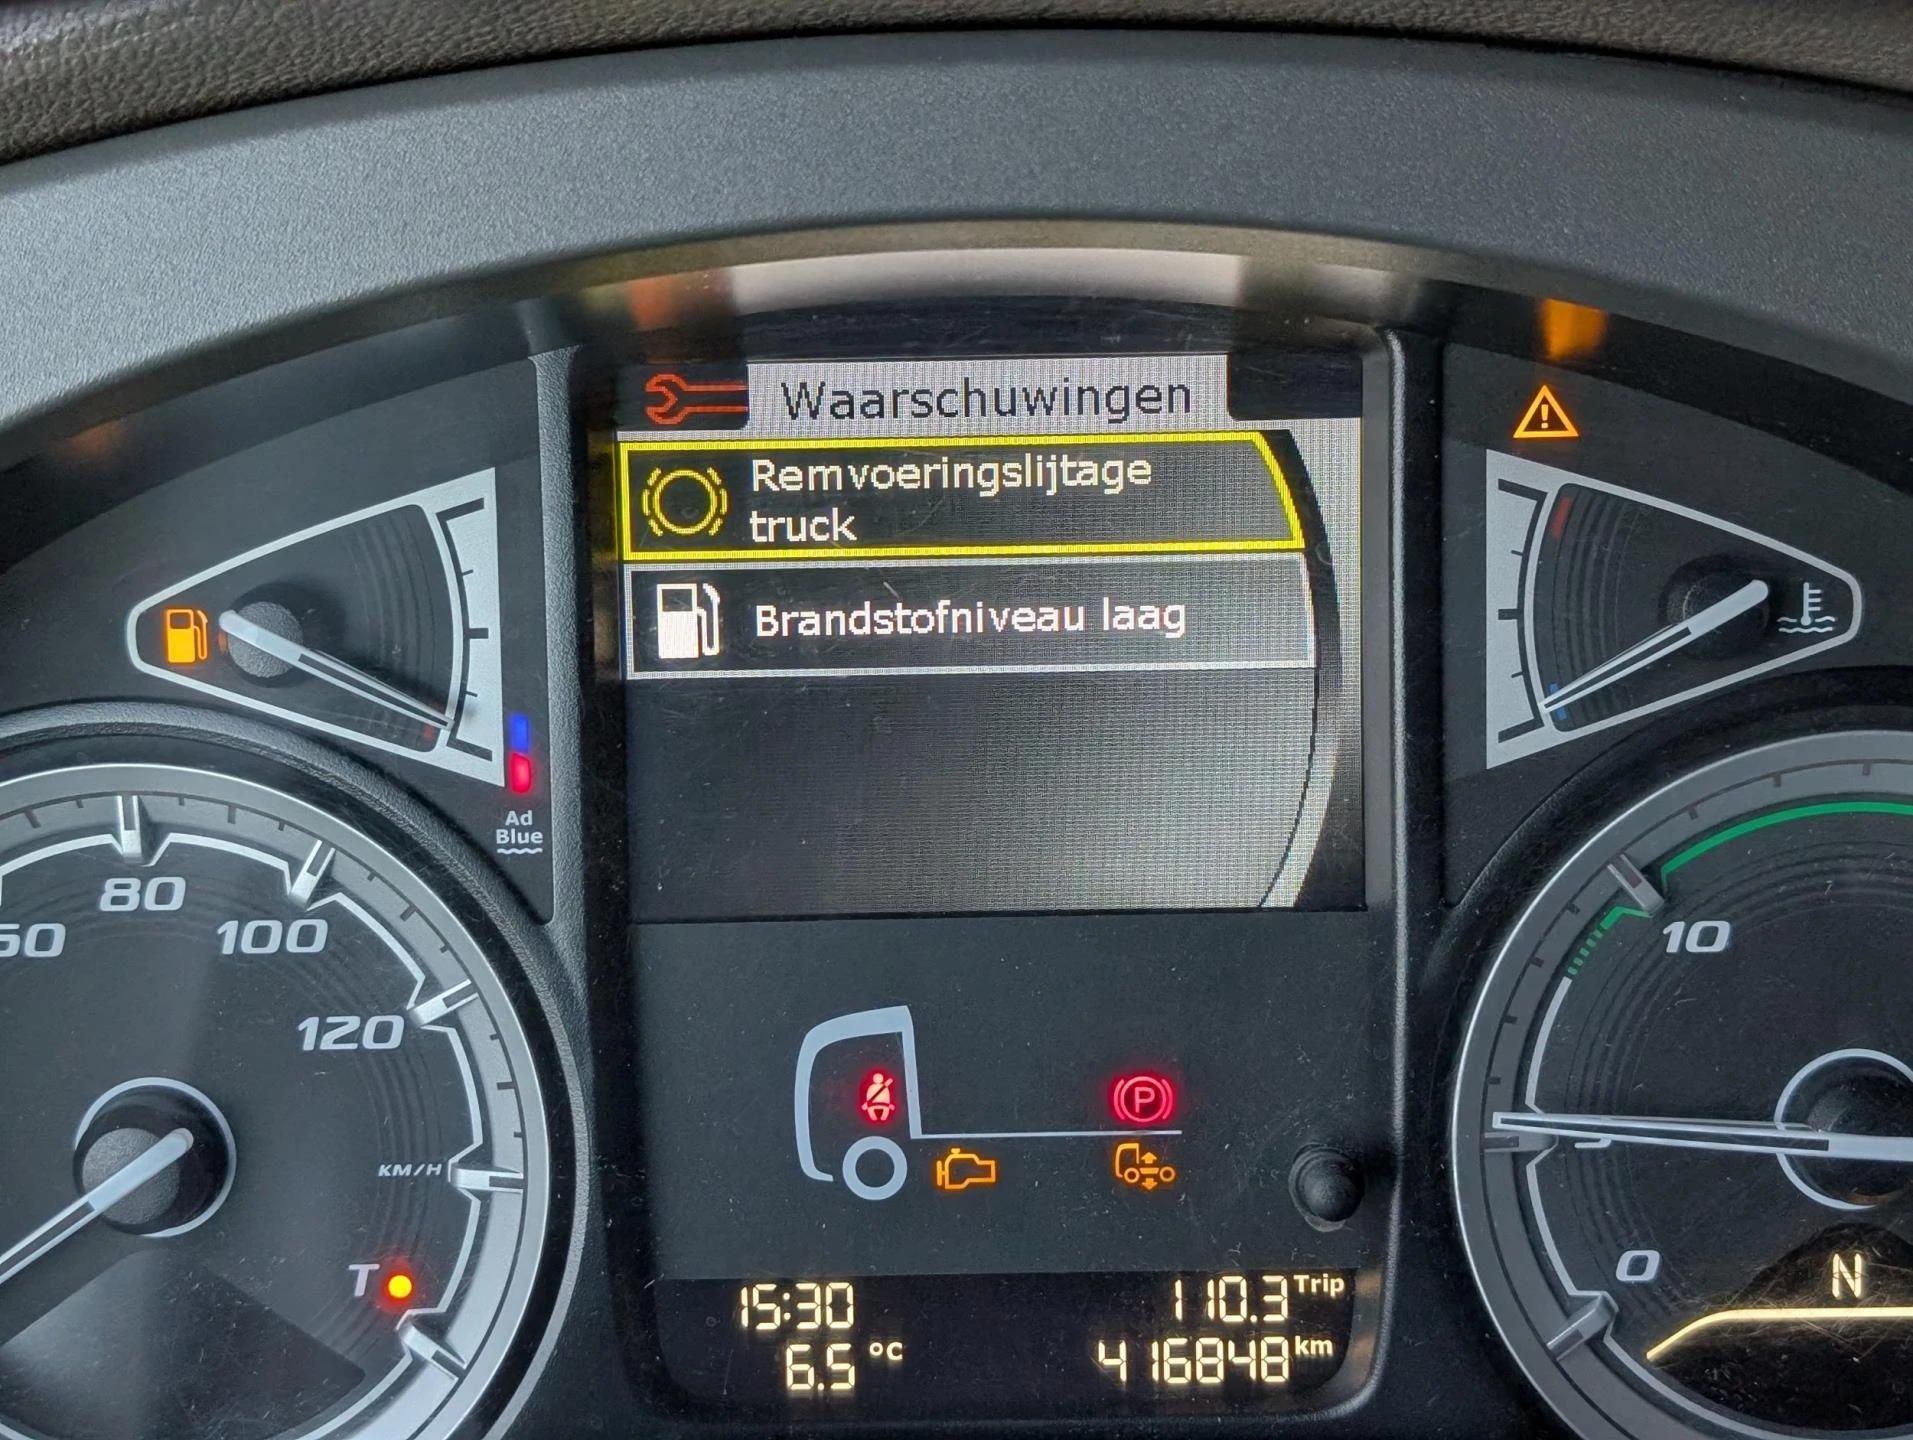 Waarschuwingen
Remvoeringslijtage
truck
Brandstofniveau laag
Ad
Blue
80
100
120
KM/H
T
10
0
N
P
15:30
110.3 Trip
6.5 °C
416848 km